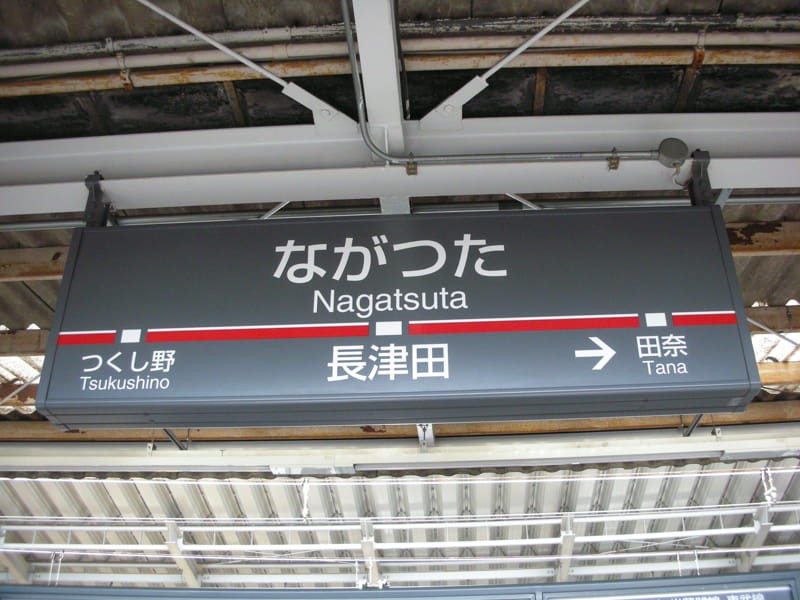 ながつた
Nagatsuta
つくし野
Tsukushino
長津田
→ 田奈
Tana